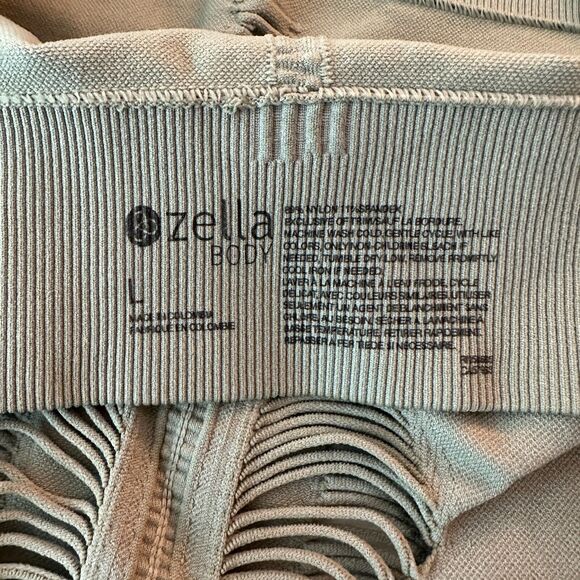 zella
BODY
L
MADE IN COLOMBIA
FABRIQUÉ EN COLOMBIE
89% NYLON 11% SPANDEX
EXCLUSIVE OF TRIM/SAUF LA BORDURE.
MACHINE WASH COLD GENTLE CYCLE WITH LIKE
COLORS, ONLY NON-CHLORINE BLEACH IF
NEEDED, TUMBLE DRY LOW, REMOVE PROMPTLY
COOL IRON IF NEEDED.
LAVER À LA MACHINE À L'EAU FROIDE, CYCLE
DÉLICAT AVEC COULEURS SIMILAIRES, UTILISER
SEULEMENT UN AGENT DE BLANCHIMENT SANS
CHLORE AU BESOIN, SÉCHER À LA MACHINE À
BASSE TEMPÉRATURE, RETIRER RAPIDEMENT.
REPASSER À FER TIÈDE SI NÉCESSAIRE.